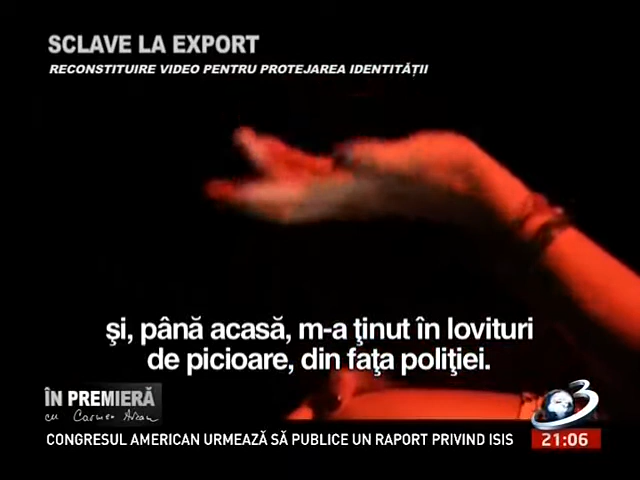 SCLAVE LA EXPORT
RECONSTITUIRE VIDEO PENTRU PROTEJAREA IDENTITĂȚII
şi, până acasă, m-a ţinut în lovituri
de picioare, din faţa poliţiei.
ÎN PREMIERĂ
cu Carmen Avram
3
CONGRESUL AMERICAN URMEAZĂ SĂ PUBLICE UN RAPORT PRIVIND ISIS
21:06